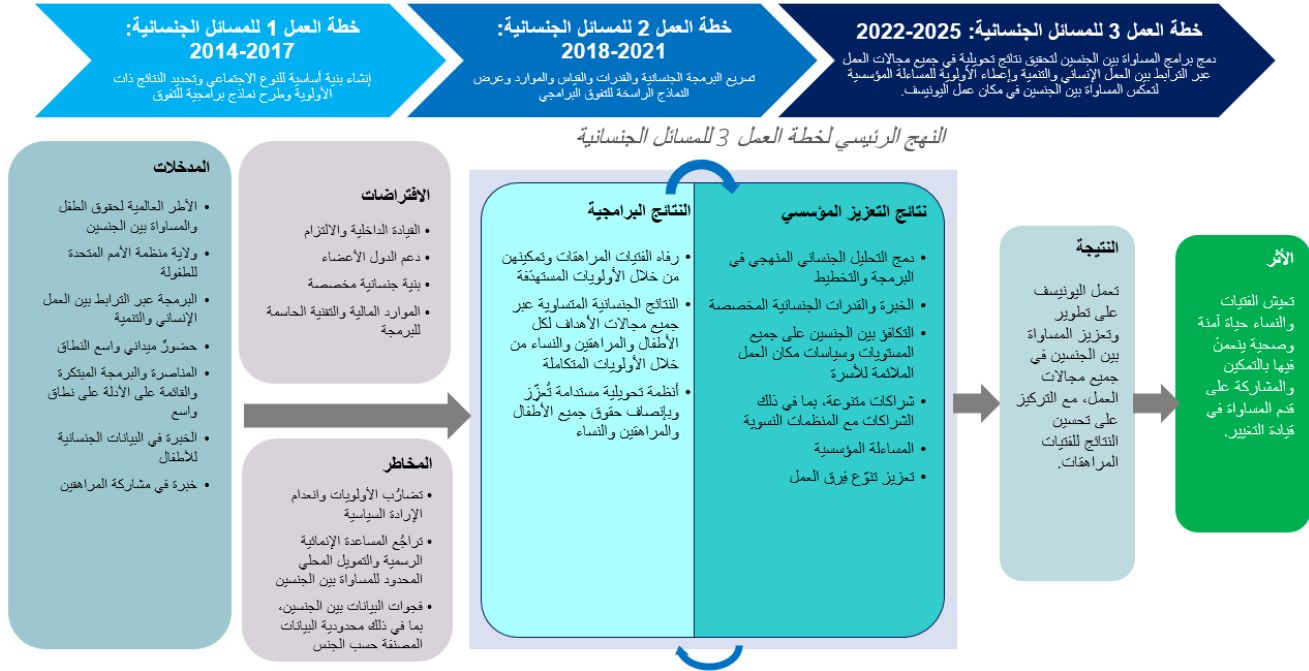 خطة العمل 1 للمسائل الجنسانية:
2014-2017
إنشاء بنية أساسية للنوع الاجتماعي وتحديد النتائج ذات
الأولوية وطرح نماذج برامجية للتفوق
خطة العمل 2 للمسائل الجنسانية:
2018-2021
تسريع البرمجة الجنسانية والقدرات والقياس والموارد وعرض
النماذج الراسخة للتفوق البرامجي
خطة العمل 3 للمسائل الجنسانية: 2025-2022
دمج برامج المساواة بين الجنسين لتحقيق نتائج تحويلية في جميع مجالات العمل
عبر الترابط بين العمل الإنساني والتنمية وإعطاء الأولوية للمساءلة المؤسسية
لتعكس المساواة بين الجنسين في مكان عمل اليونيسف.
النهج الرئيسي لخطة العمل 3 للمسائل الجنسانية
المدخلات
• الأطر العالمية لحقوق الطفل
والمساواة بين الجنسين
• ولاية منظمة الأمم المتحدة
للطفولة
• البرمجة عبر الترابط بين العمل
الإنساني والتنمية
• حضورٌ ميداني واسع النطاق
• المناصرة والبرمجة المبتكرة
والقائمة على الأدلة على نطاق
واسع
• الخبرة في البيانات الجنسانية
للأطفال
• خبرة في مشاركة المراهقين
الافتراضات
• القيادة الداخلية والالتزام
• دعم الدول الأعضاء
• بنية جنسانية مخصصة
• الموارد المالية والتقنية الحاسمة
للبرمجة
المخاطر
• تضارُب الأولويات وانعدام
الإرادة السياسية
• تراجُع المساعدة الإنمائية
الرسمية والتمويل المحلي
المحدود للمساواة بين الجنسين
• فجوات البيانات بين الجنسين،
بما في ذلك محدودية البيانات
المصنفة حسب الجنس
النتائج البرامجية
• رفاه الفتيات المراهقات وتمكينهن
من خلال الأولويات المستهدَفة
• النتائج الجنسانية المتساوية عبر
جميع مجالات الأهداف لكل
الأطفال والمراهقين والنساء من
خلال الأولويات المتكاملة
• أنظمة تحويلية مستدامة تُعزّز
وبإنصاف حقوق جميع الأطفال
والمراهقين والنساء
نتائج التعزيز المؤسسي
• دمج التحليل الجنساني المنهجي في
البرمجة والتخطيط
• الخبرة والقدرات الجنسانية المخصصة
• التكافؤ بين الجنسين على جميع
المستويات وسياسات مكان العمل
الملائمة للأسرة
• شراكات متنوعة، بما في ذلك
الشراكات مع المنظمات النسوية
• المساءلة المؤسسية
• تعزيز تنوّع فِرق العمل
النتيجة
تعمل اليونيسف
على تطوير
وتعزيز المساواة
بين الجنسين في
جميع مجالات
العمل، مع التركيز
على تحسين
النتائج للفتيات
المراهقات.
الأثر
تعيش الفتيات
والنساء حياة آمنة
وصحية ينعمنَ
فيها بالتمكين
والمشاركة على
قدم المساواة في
قيادة التغيير.